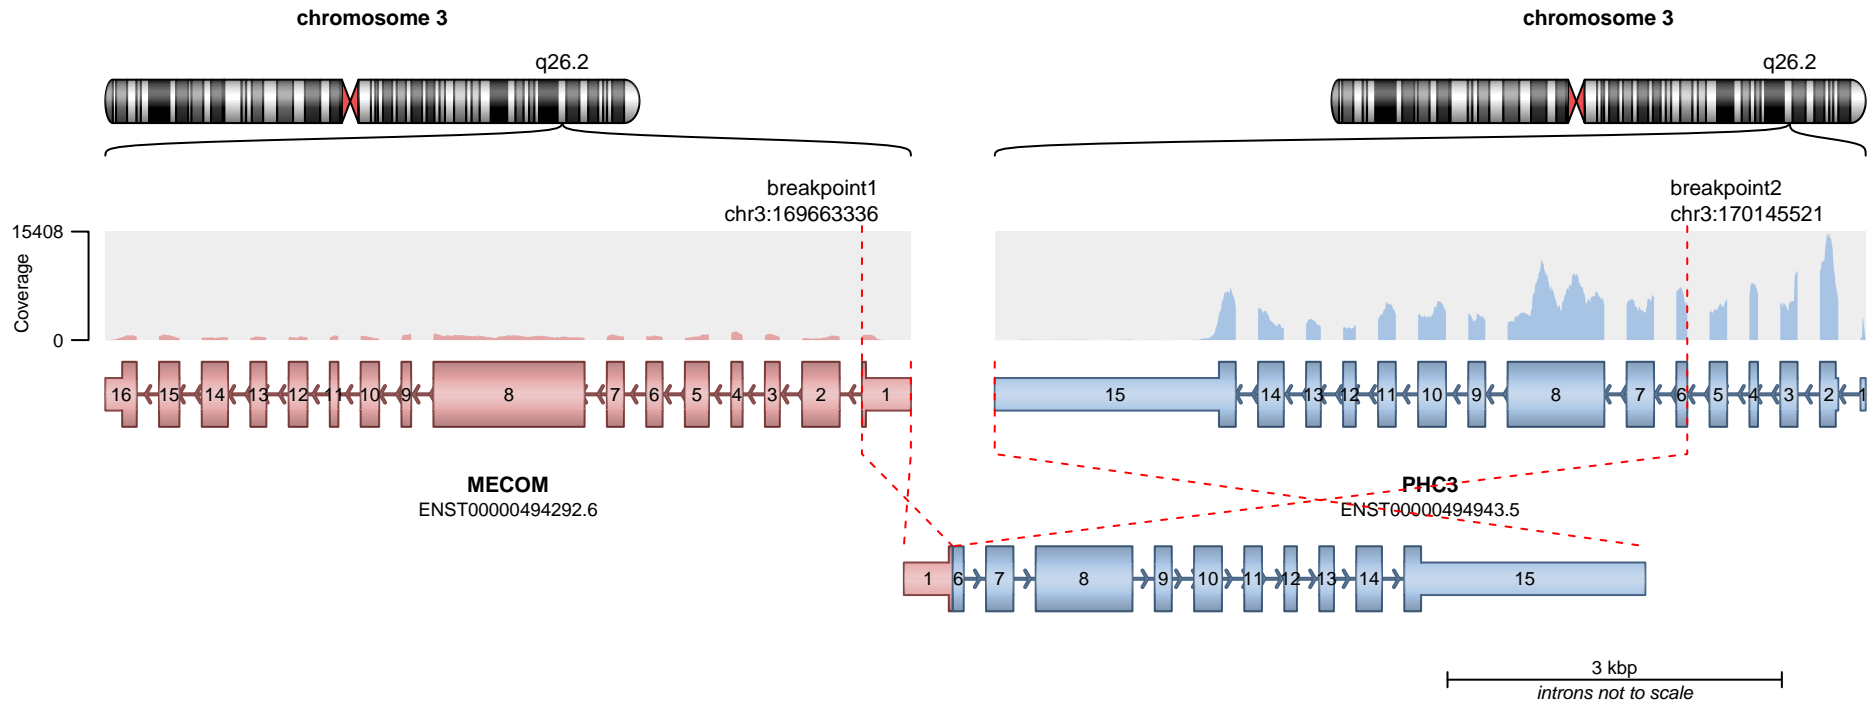 chromosome 3
chromosome 3
q26.2
q26.2
breakpoint1
chr3:169663336
breakpoint2
chr3:170145521
15408
Coverage
0
16 15 14 13 12 11 10 9 8 7 6 5 4 3 2 1
15 14 13 12 11 10 9 8 7 6 5 4 3 2 1
MECOM
ENST00000494292.6
PHC3
ENST00000494943.5
1 6 7 8 9 10 11 12 13 14 15
3 kbp
introns not to scale